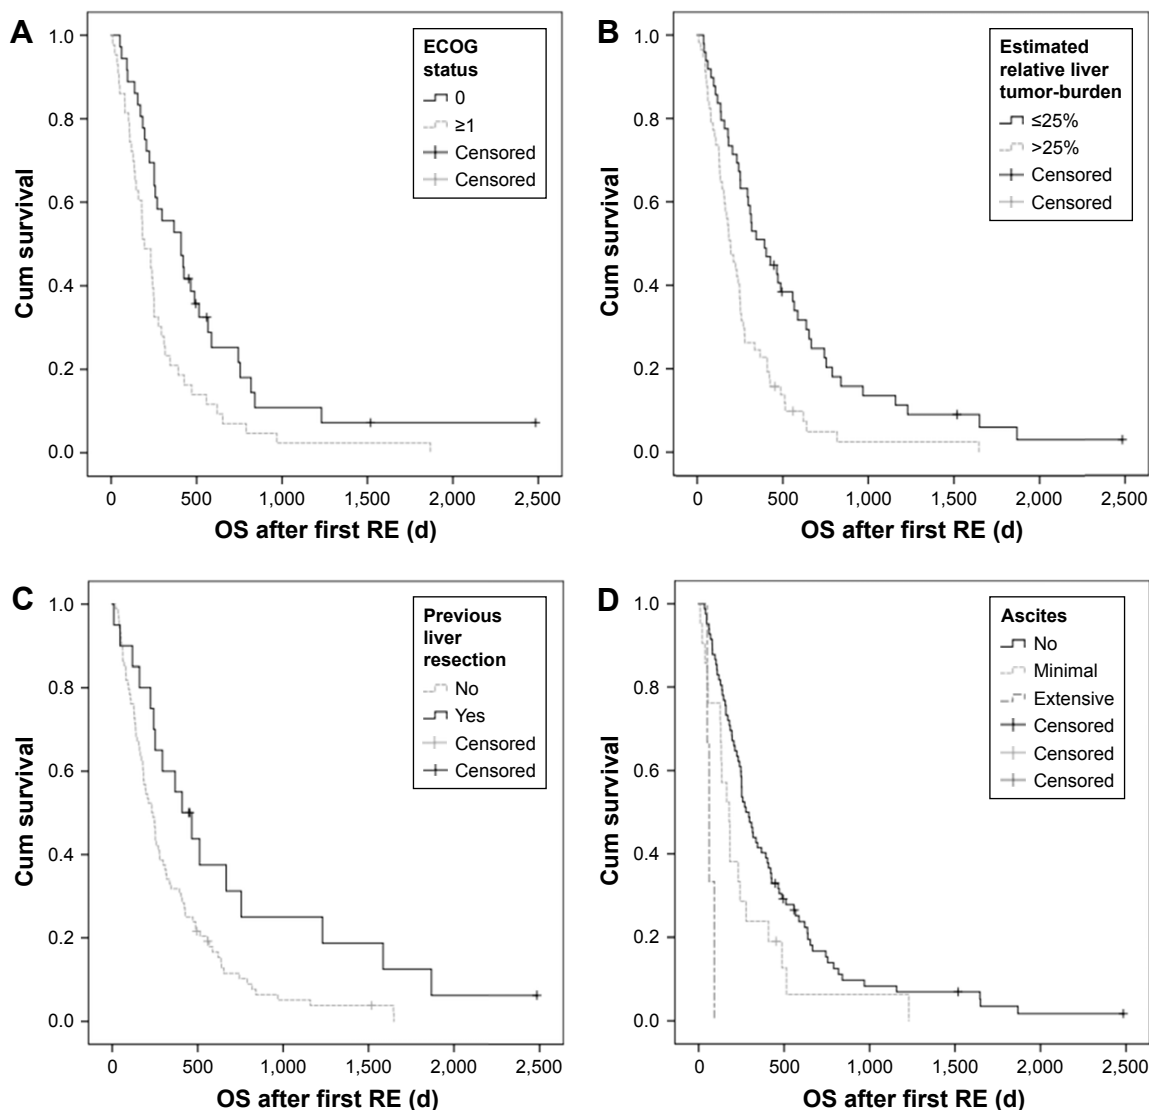 A
1.0
0.8
0.6
0.4
0.2
0.0
Cum survival
0
500
1,000
1,500
2,000
2,500
OS after first RE (d)
ECOG
status
0
≥1
Censored
Censored
B
1.0
0.8
0.6
0.4
0.2
0.0
Cum survival
0
500
1,000
1,500
2,000
2,500
OS after first RE (d)
Estimated
relative liver
tumor-burden
≤25%
>25%
Censored
Censored
C
1.0
0.8
0.6
0.4
0.2
0.0
Cum survival
0
500
1,000
1,500
2,000
2,500
OS after first RE (d)
Previous
liver
resection
No
Yes
Censored
Censored
D
1.0
0.8
0.6
0.4
0.2
0.0
Cum survival
0
500
1,000
1,500
2,000
2,500
OS after first RE (d)
Ascites
No
Minimal
Extensive
Censored
Censored
Censored